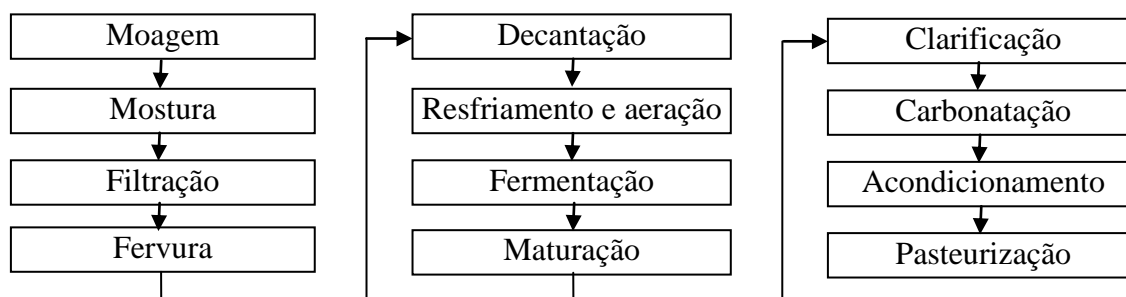 Moagem
Mostura
Filtração
Fervura
Decantação
Resfriamento e aeração
Fermentação
Maturação
Clarificação
Carbonatação
Acondicionamento
Pasteurização